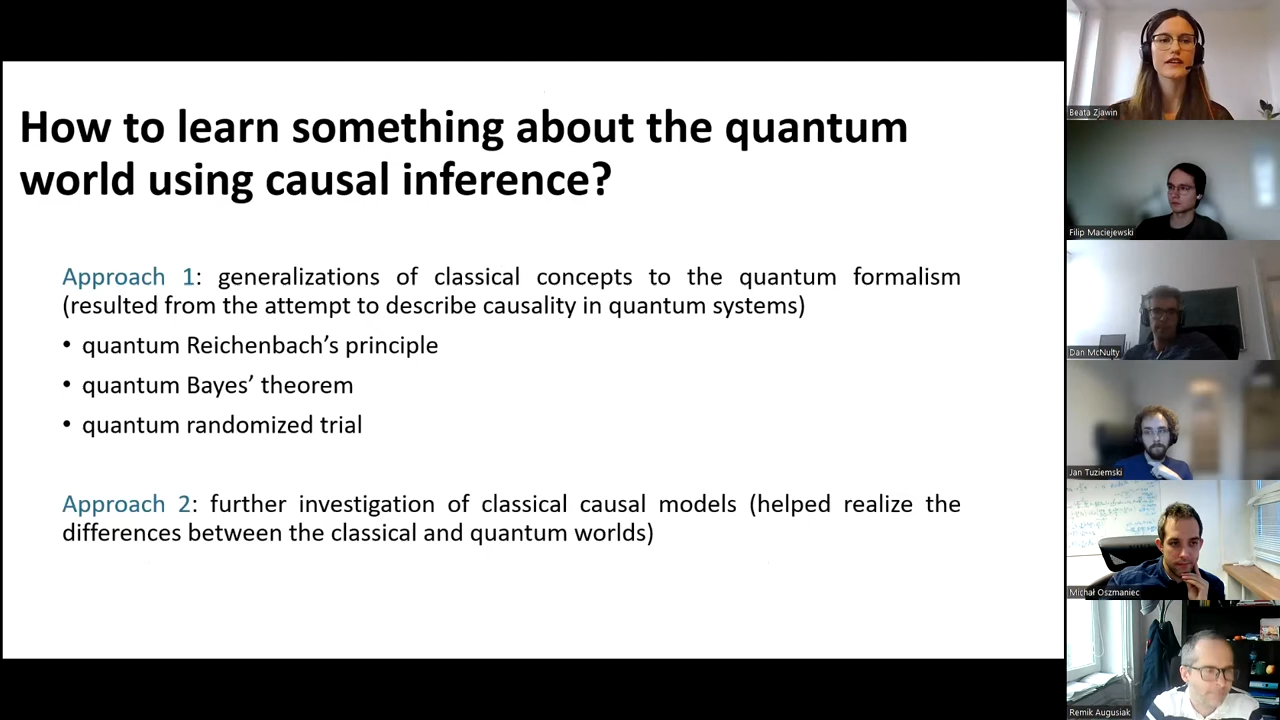 How to learn something about the quantum
world using causal inference?
Approach 1: generalizations of classical concepts to the quantum formalism
(resulted from the attempt to describe causality in quantum systems)
• quantum Reichenbach’s principle
• quantum Bayes’ theorem
• quantum randomized trial
Approach 2: further investigation of classical causal models (helped realize the
differences between the classical and quantum worlds)
Beata Zjawin
Filip Maciejewski
Dan McNulty
Jan Tuziemski
Michał Oszmaniec
Remik Augusiak